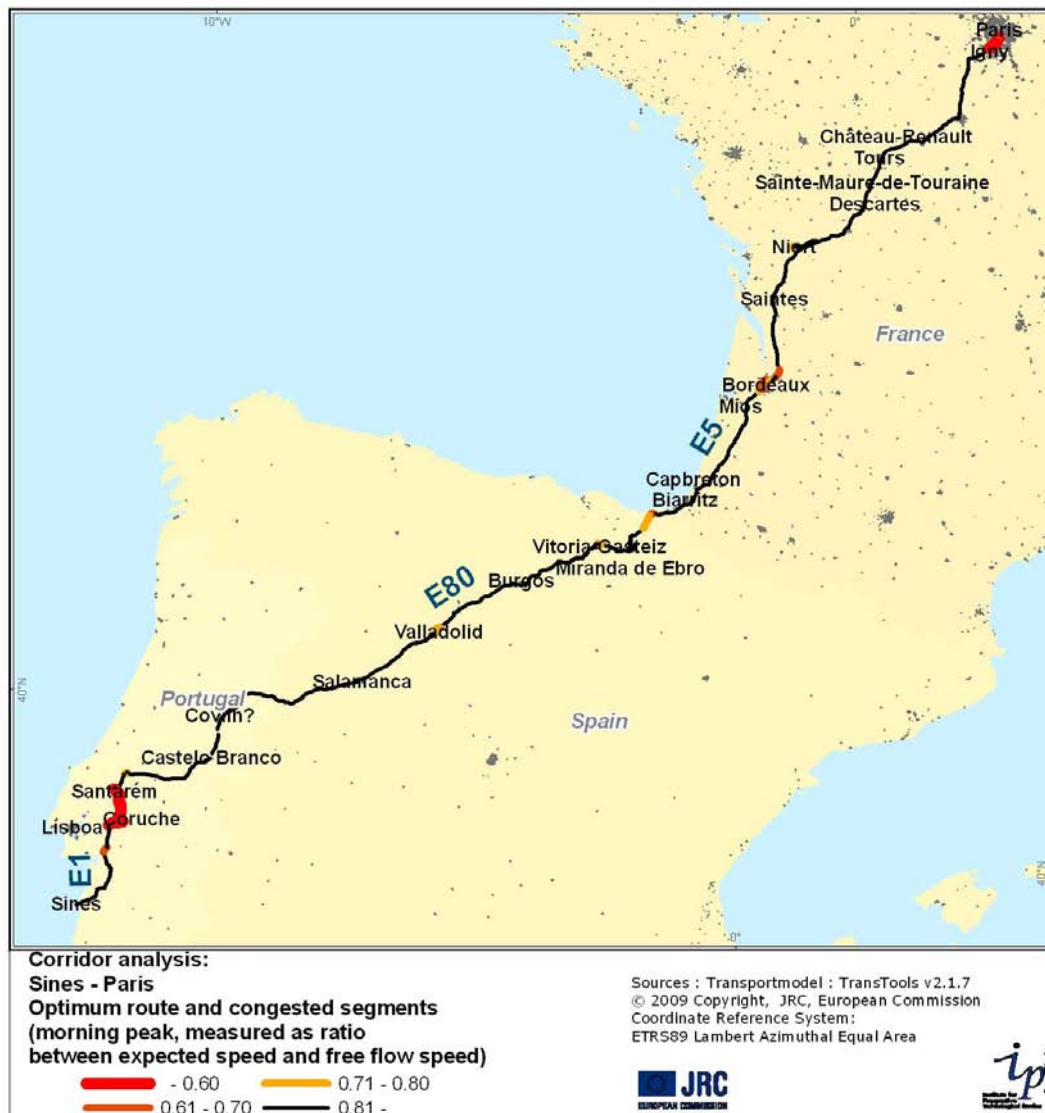 10°W
0°
Paris
Igny
Château-Renault
Tours
Sainte-Maure-de-Touraine
Descartes
Niort
Saintes
France
Bordeaux
Mios
E5
Capbreton
Biarritz
Vitoria-Gasteiz
Miranda de Ebro
Burgos
E80
Valladolid
40°N
Salamanca
Portugal
Covilh?
Spain
Castelo Branco
Santarém
Coruche
Lisboa
E1
40°N
Sines
0°
Corridor analysis:
Sines - Paris
Optimum route and congested segments
(morning peak, measured as ratio
between expected speed and free flow speed)
- 0.60
0.71 - 0.80
0.61 - 0.70
0.81 -
Sources : Transportmodel : TransTools v2.1.7
© 2009 Copyright, JRC, European Commission
Coordinate Reference System:
ETRS89 Lambert Azimuthal Equal Area
JRC
EUROPEAN COMMISSION